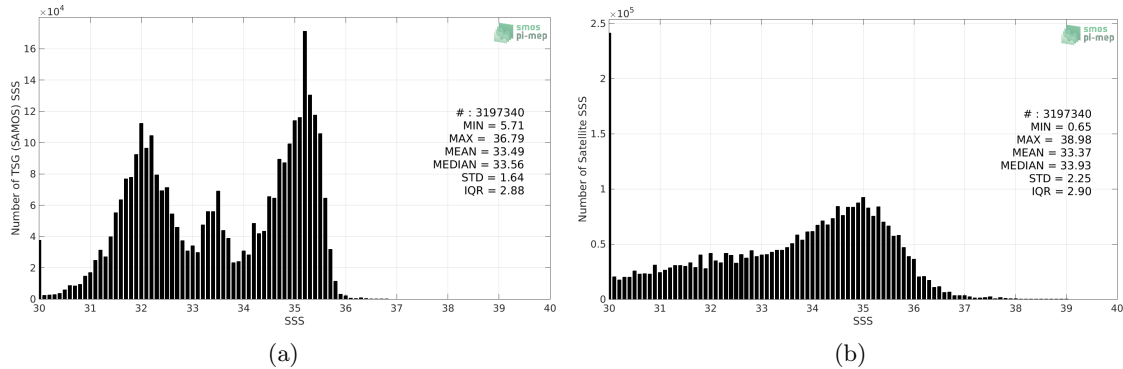 ×10⁴
16
14
12
10
8
6
4
2
0
Number of TSG (SAMOS) SSS
30 31 32 33 34 35 36 37 38 39 40
SSS
smos
pi-mep
# : 3197340
MIN = 5.71
MAX = 36.79
MEAN = 33.49
MEDIAN = 33.56
STD = 1.64
IQR = 2.88
(a)
×10⁵
2.5
2
1.5
1
0.5
0
Number of Satellite SSS
30 31 32 33 34 35 36 37 38 39 40
SSS
smos
pi-mep
# : 3197340
MIN = 0.65
MAX = 38.98
MEAN = 33.37
MEDIAN = 33.93
STD = 2.25
IQR = 2.90
(b)